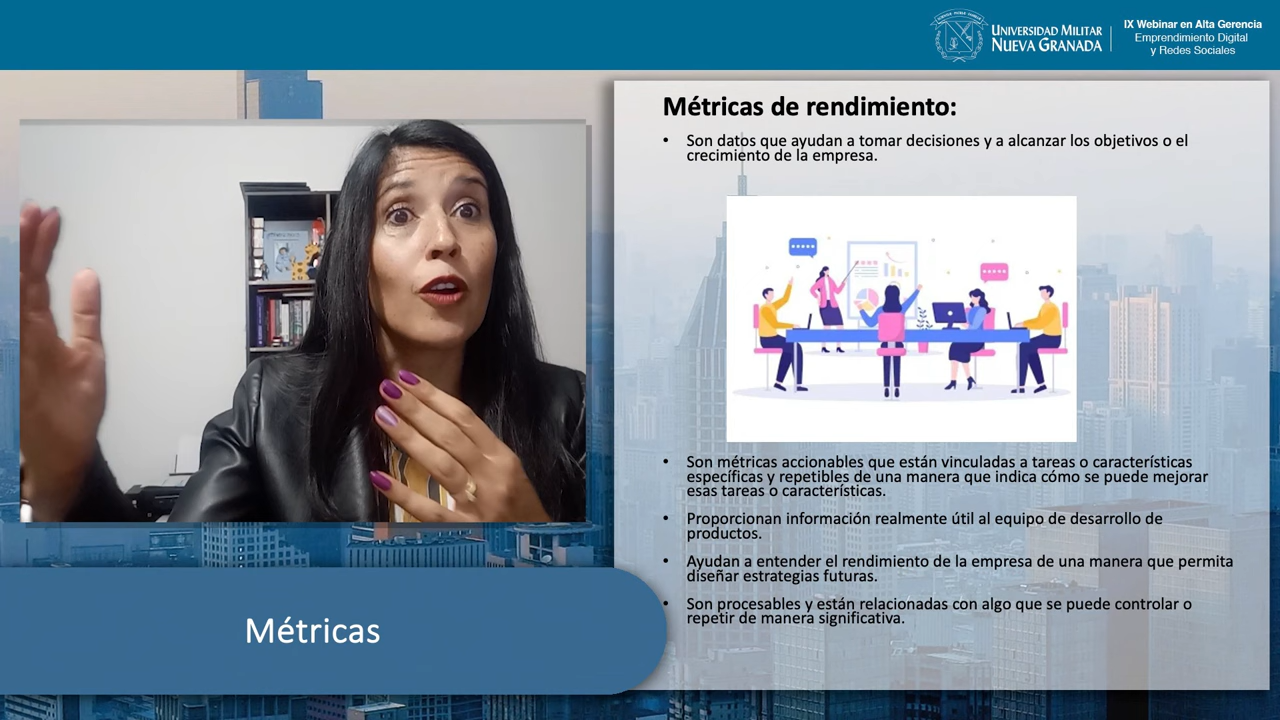 UNIVERSIDAD MILITAR
NUEVA GRANADA
IX Webinar en Alta Gerencia
Emprendimiento Digital
y Redes Sociales
Métricas de rendimiento:
• Son datos que ayudan a tomar decisiones y a alcanzar los objetivos o el
crecimiento de la empresa.
• Son métricas accionables que están vinculadas a tareas o características
específicas y repetibles de una manera que indica cómo se puede mejorar
esas tareas o características.
• Proporcionan información realmente útil al equipo de desarrollo de
productos.
• Ayudan a entender el rendimiento de la empresa de una manera que permita
diseñar estrategias futuras.
• Son procesables y están relacionadas con algo que se puede controlar o
repetir de manera significativa.
Métricas